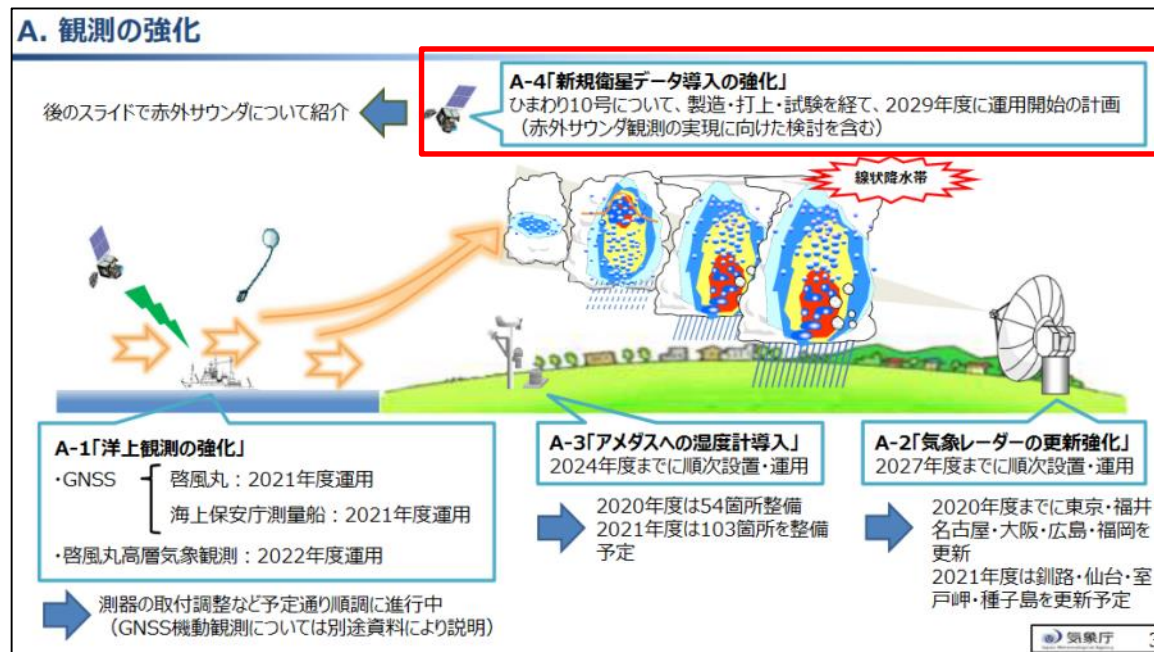 A. 観測の強化
後のスライドで赤外サウンダについて紹介
A-4「新規衛星データ導入の強化」
ひまわり10号について、製造・打上・試験を経て、2029年度に運用開始の計画
（赤外サウンダ観測の実現に向けた検討を含む）
線状降水帯
A-1「洋上観測の強化」
・GNSS
啓風丸：2021年度運用
海上保安庁測量船：2021年度運用
・啓風丸高層気象観測：2022年度運用
測器の取付調整など予定通り順調に進行中
（GNSS機動観測については別途資料により説明）
A-3「アメダスへの湿度計導入」
2024年度までに順次設置・運用
2020年度は54箇所整備
2021年度は103箇所を整備
予定
A-2「気象レーダーの更新強化」
2027年度までに順次設置・運用
2020年度までに東京・福井
名古屋・大阪・広島・福岡を
更新
2021年度は釧路・仙台・室
戸岬・種子島を更新予定
気象庁
Japan Meteorological Agency
3